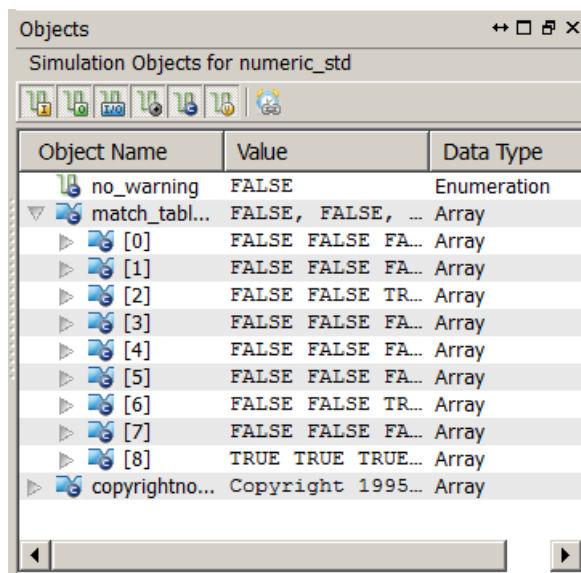 Objects
Simulation Objects for numeric_std
I O I/O C V
Object Name Value Data Type
no_warning FALSE Enumeration
match_tabl... FALSE, FALSE, ... Array
[0] FALSE FALSE FA... Array
[1] FALSE FALSE FA... Array
[2] FALSE FALSE TR... Array
[3] FALSE FALSE FA... Array
[4] FALSE FALSE FA... Array
[5] FALSE FALSE FA... Array
[6] FALSE FALSE TR... Array
[7] FALSE FALSE FA... Array
[8] TRUE TRUE TRUE... Array
copyrightno... Copyright 1995... Array